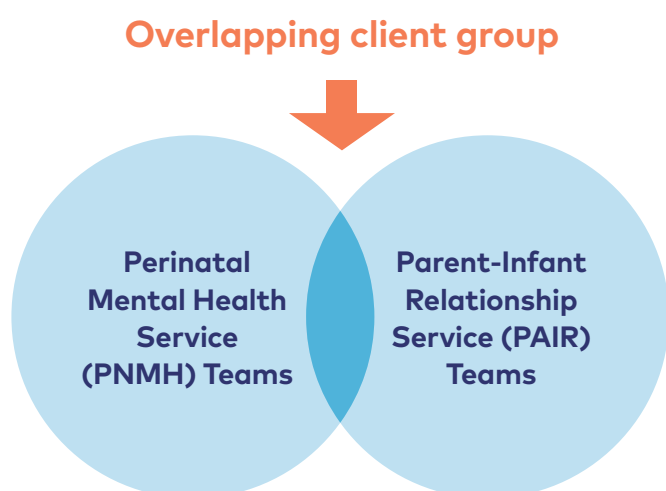 Overlapping client group
Perinatal
Mental Health
Service
(PNMH) Teams
Parent-Infant
Relationship
Service (PAIR)
Teams